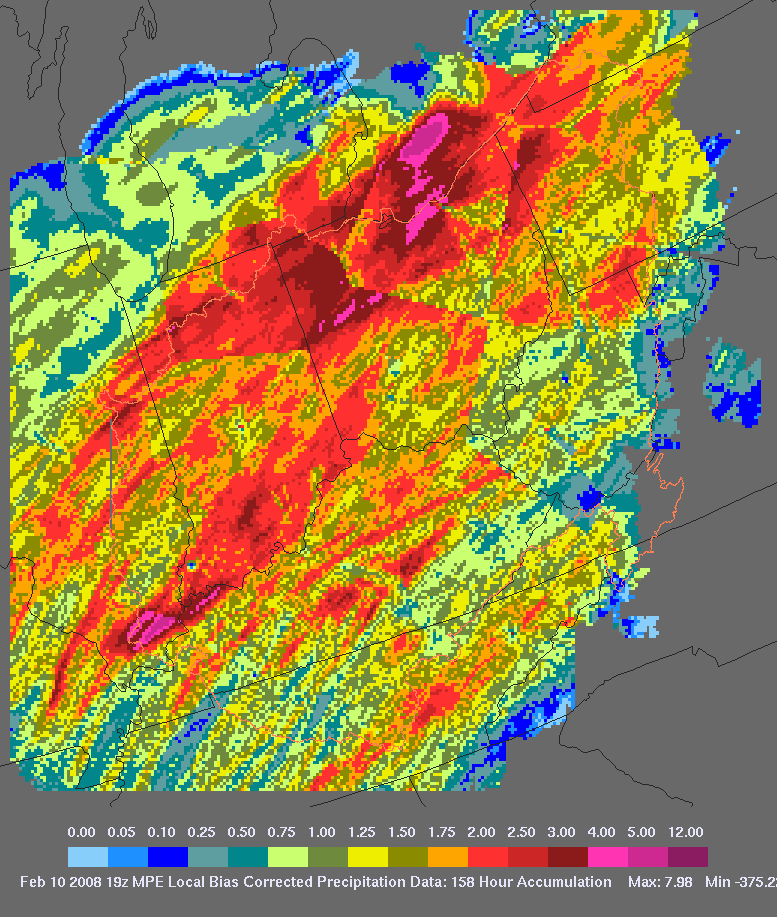 0.00 0.05 0.10 0.25 0.50 0.75 1.00 1.25 1.50 1.75 2.00 2.50 3.00 4.00 5.00 12.00
Feb 10 2008 19z MPE Local Bias Corrected Precipitation Data: 158 Hour Accumulation Max: 7.98 Min